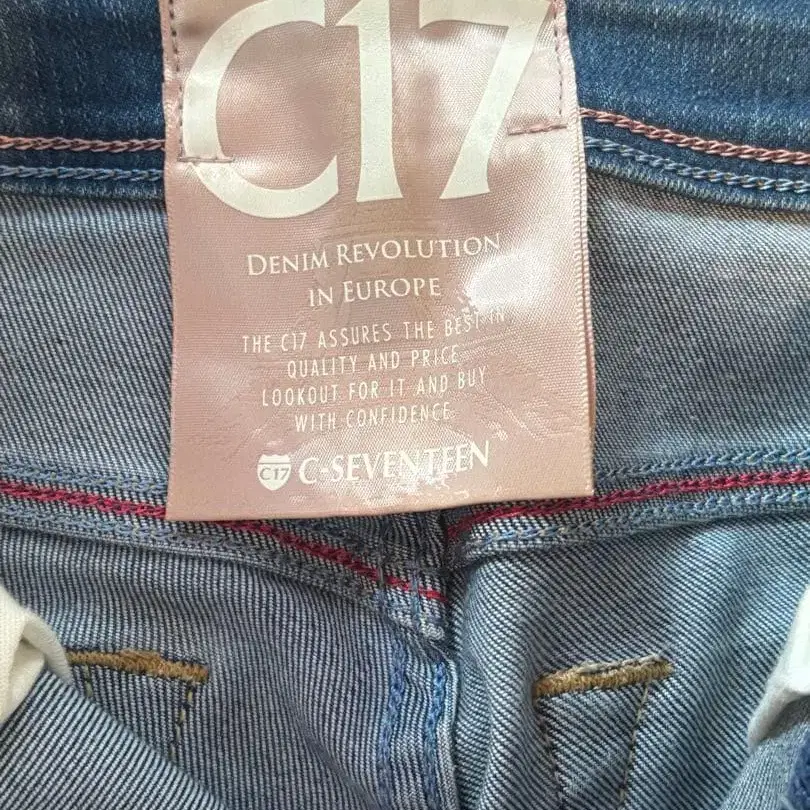 C17
DENIM REVOLUTION
IN EUROPE
THE C17 ASSURES THE BEST IN
QUALITY AND PRICE
LOOKOUT FOR IT AND BUY
WITH CONFIDENCE
C17 C-SEVENTEEN